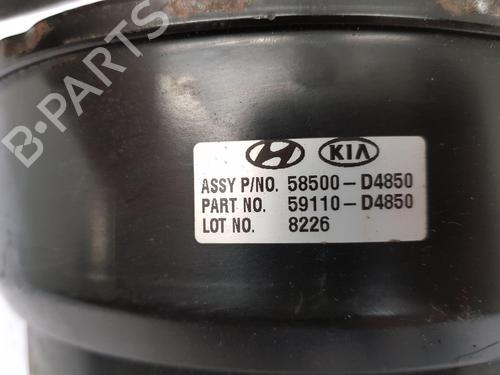 B-PARTS
KIA
ASSY P/NO. 58500-D4850
PART NO. 59110-D4850
LOT NO. 8226